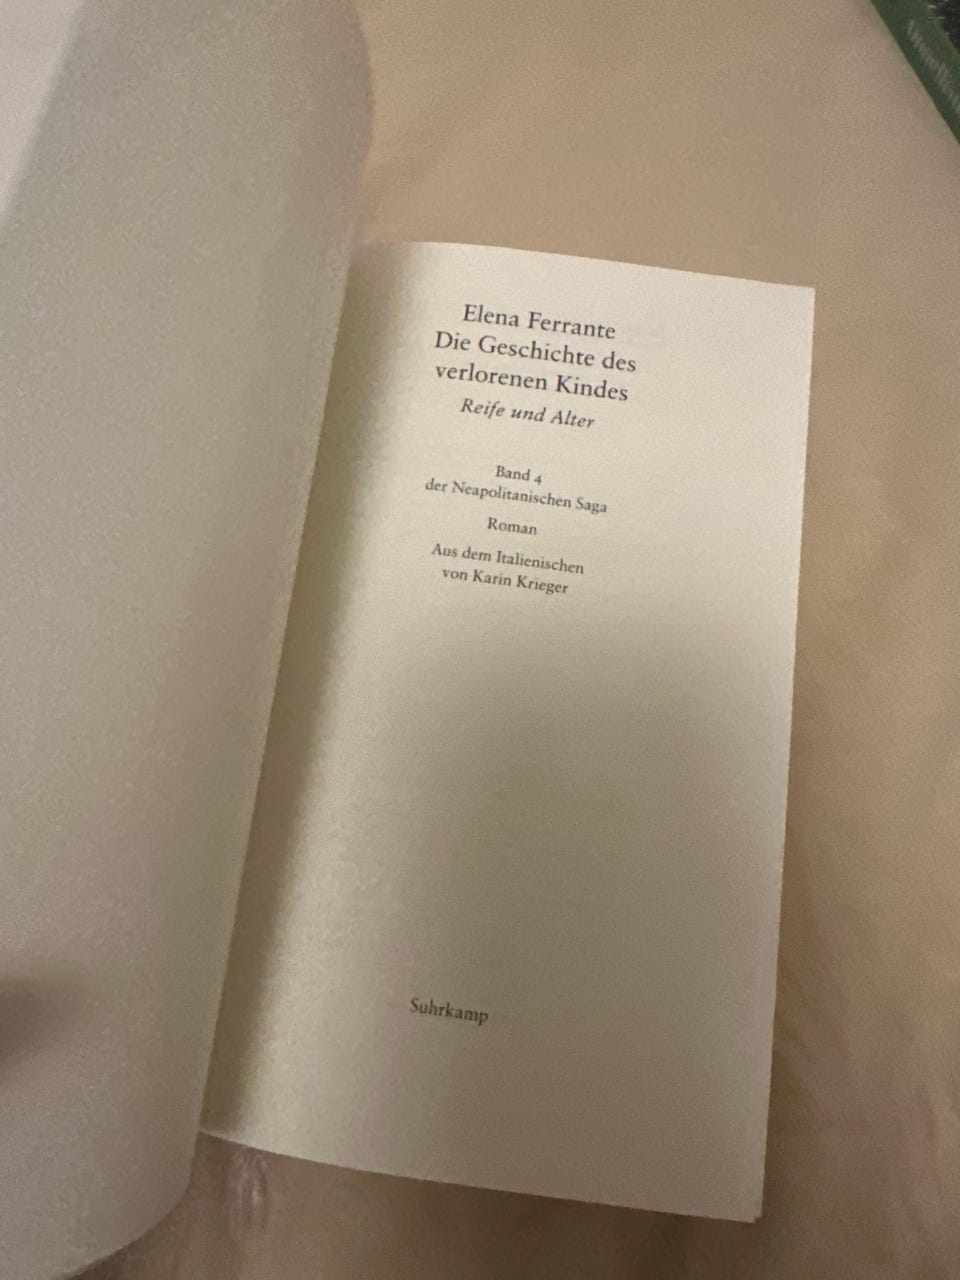 Elena Ferrante
Die Geschichte des
verlorenen Kindes
Reife und Alter
Band 4
der Neapolitanischen Saga
Roman
Aus dem Italienischen
von Karin Krieger
Suhrkamp